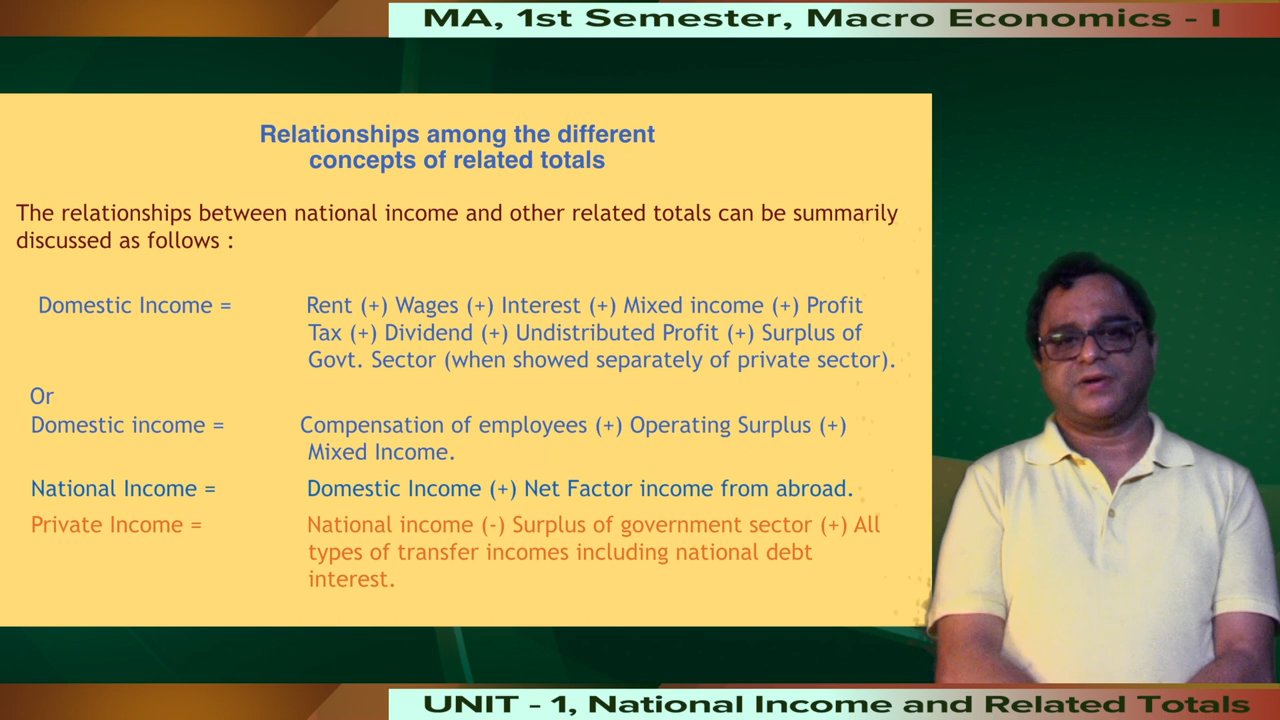 MA, 1st Semester, Macro Economics - I
Relationships among the different
concepts of related totals
The relationships between national income and other related totals can be summarily
discussed as follows :
Domestic Income = Rent (+) Wages (+) Interest (+) Mixed income (+) Profit
Tax (+) Dividend (+) Undistributed Profit (+) Surplus of
Govt. Sector (when showed separately of private sector).
Or
Domestic income = Compensation of employees (+) Operating Surplus (+)
Mixed Income.
National Income = Domestic Income (+) Net Factor income from abroad.
Private Income = National income (-) Surplus of government sector (+) All
types of transfer incomes including national debt
interest.
UNIT - 1, National Income and Related Totals